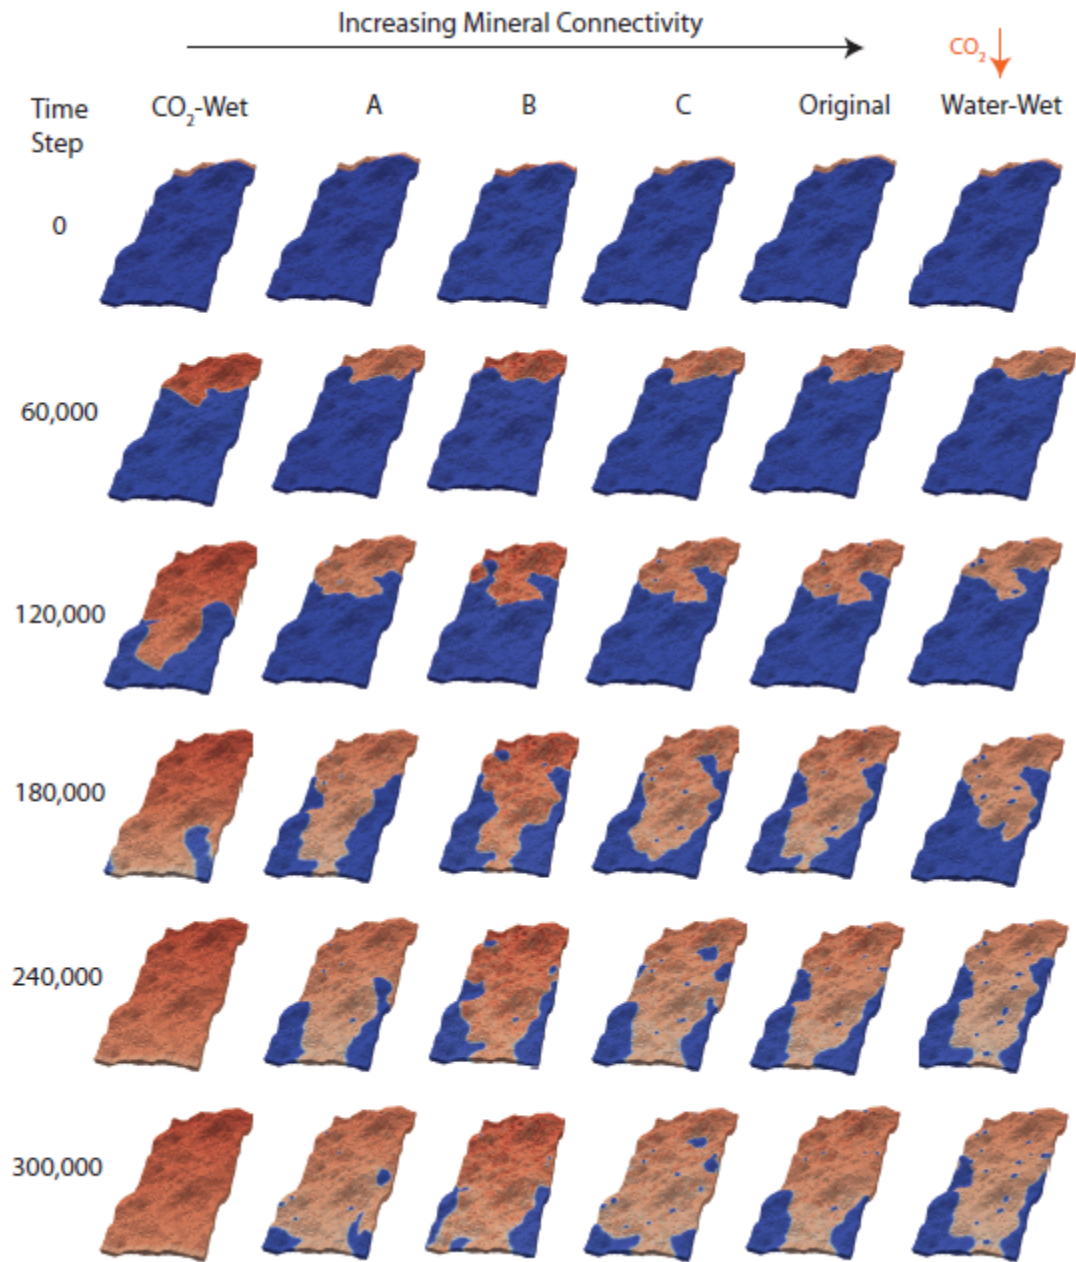 Increasing Mineral Connectivity
CO₂
Time Step
CO₂-Wet
A
B
C
Original
Water-Wet
0
60,000
120,000
180,000
240,000
300,000